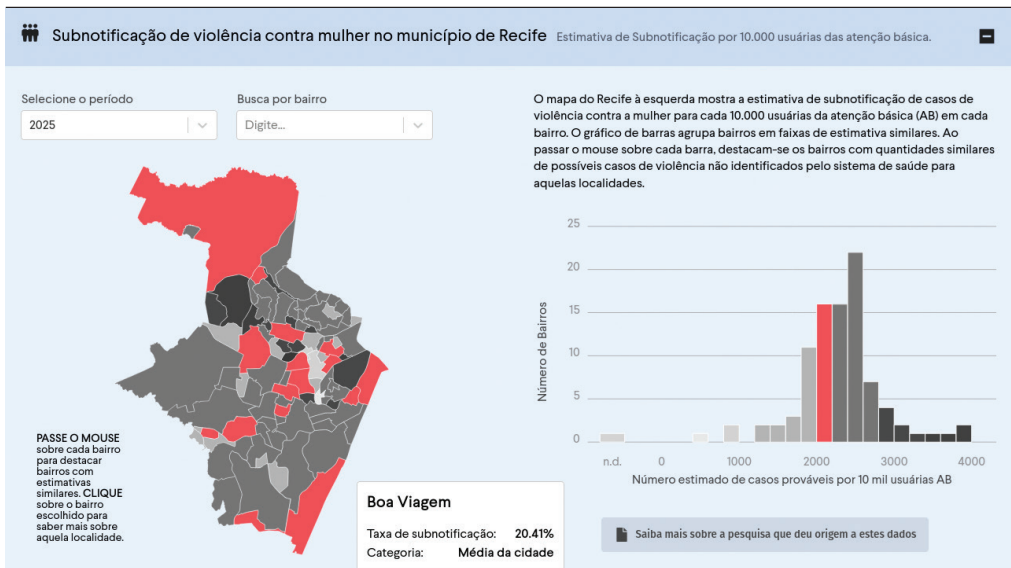 Subnotificação de violência contra mulher no município de Recife Estimativa de Subnotificação por 10.000 usuárias das atenção básica.
Selecione o período
Busca por bairro
2025
Digite...
O mapa do Recife à esquerda mostra a estimativa de subnotificação de casos de
violência contra a mulher para cada 10.000 usuárias da atenção básica (AB) em cada
bairro. O gráfico de barras agrupa bairros em faixas de estimativa similares. Ao
passar o mouse sobre cada barra, destacam-se os bairros com quantidades similares
de possíveis casos de violência não identificados pelo sistema de saúde para
aquelas localidades.
PASSE O MOUSE
sobre cada bairro
para destacar
bairros com
estimativas
similares. CLIQUE
sobre o bairro
escolhido para
saber mais sobre
aquela localidade.
Boa Viagem
Taxa de subnotificação: 20.41%
Categoria: Média da cidade
Número de Bairros
25
20
15
10
5
0
n.d. 0 1000 2000 3000 4000
Número estimado de casos prováveis por 10 mil usuárias AB
Saiba mais sobre a pesquisa que deu origem a estes dados